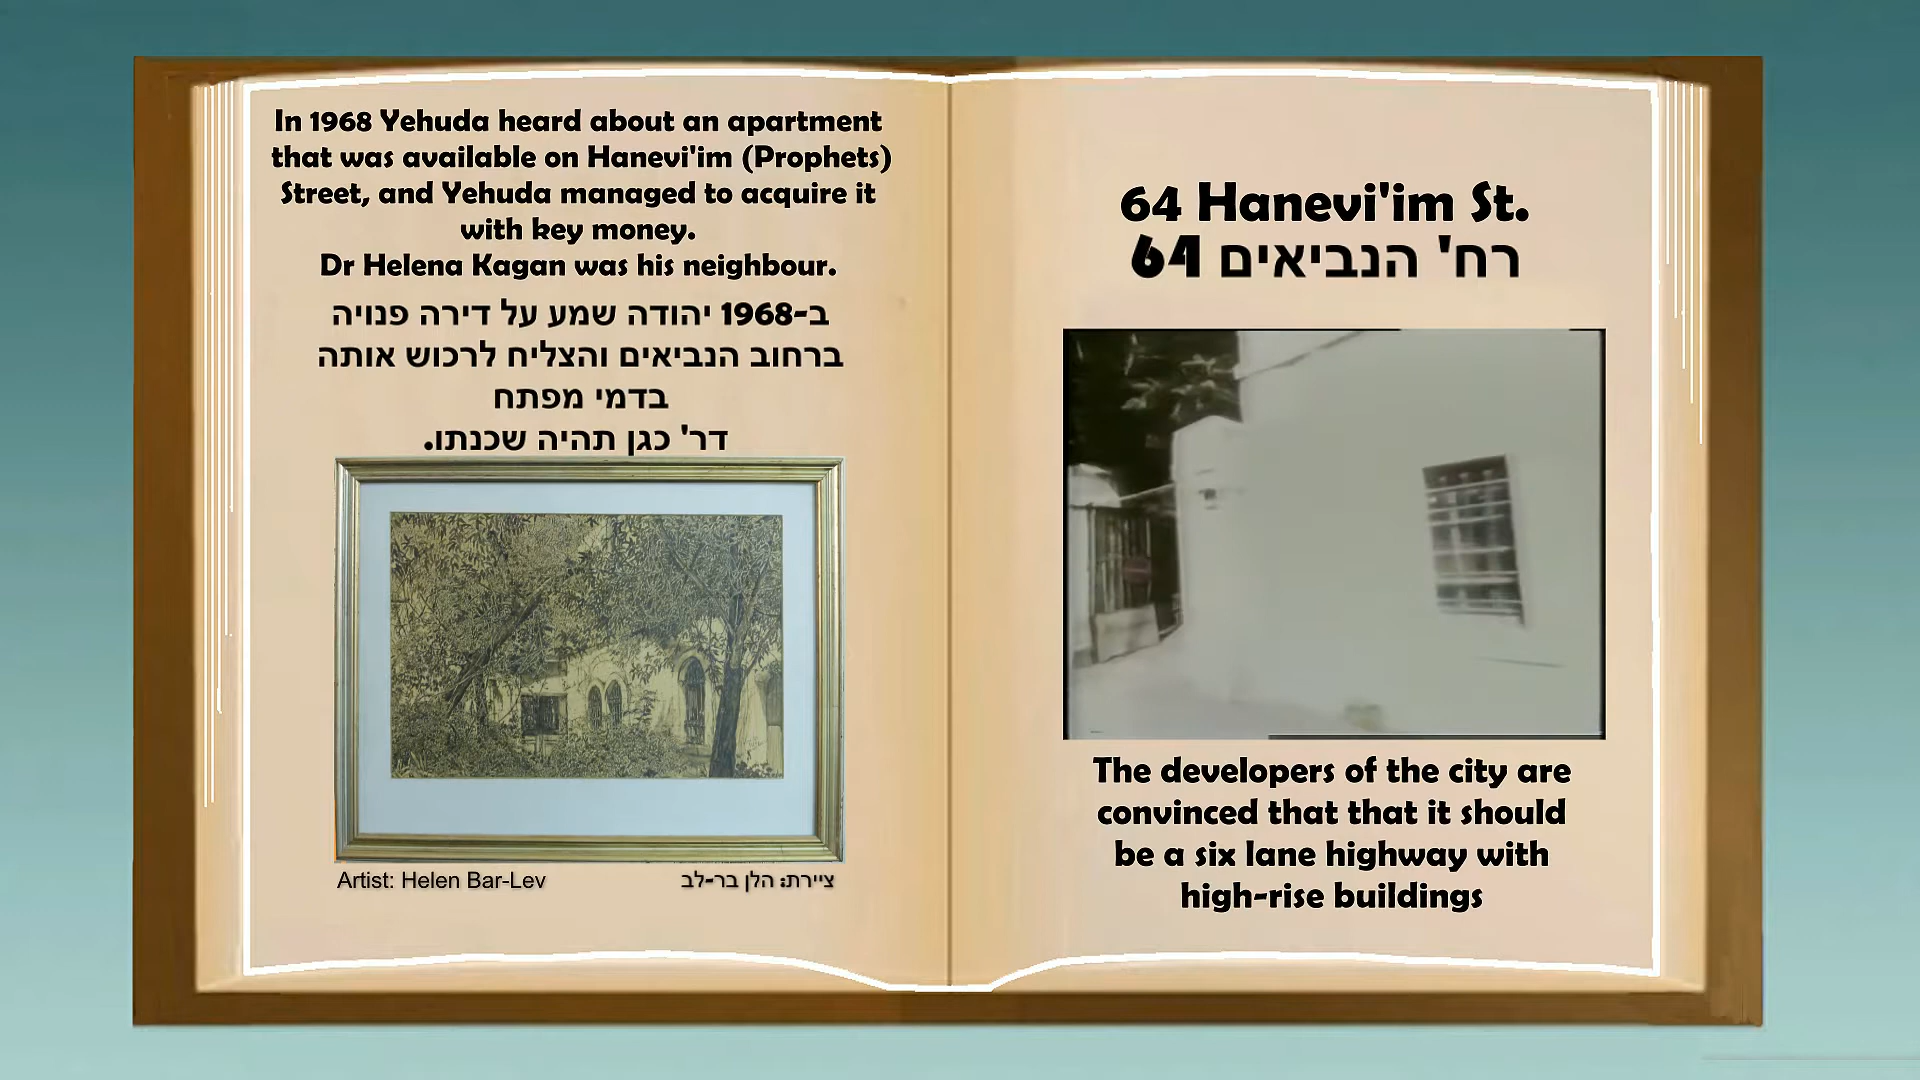 In 1968 Yehuda heard about an apartment
that was available on Hanevi'im (Prophets)
Street, and Yehuda managed to acquire it
with key money.
Dr Helena Kagan was his neighbour.
ב-1968 יהודה שמע על דירה פנויה
ברחוב הנביאים והצליח לרכוש אותה
בדמי מפתח
דר' כגן תהיה שכנתו.
Artist: Helen Bar-Lev
ציירת: הלן בר-לב
64 Hanevi'im St.
רח' הנביאים 64
The developers of the city are
convinced that that it should
be a six lane highway with
high-rise buildings